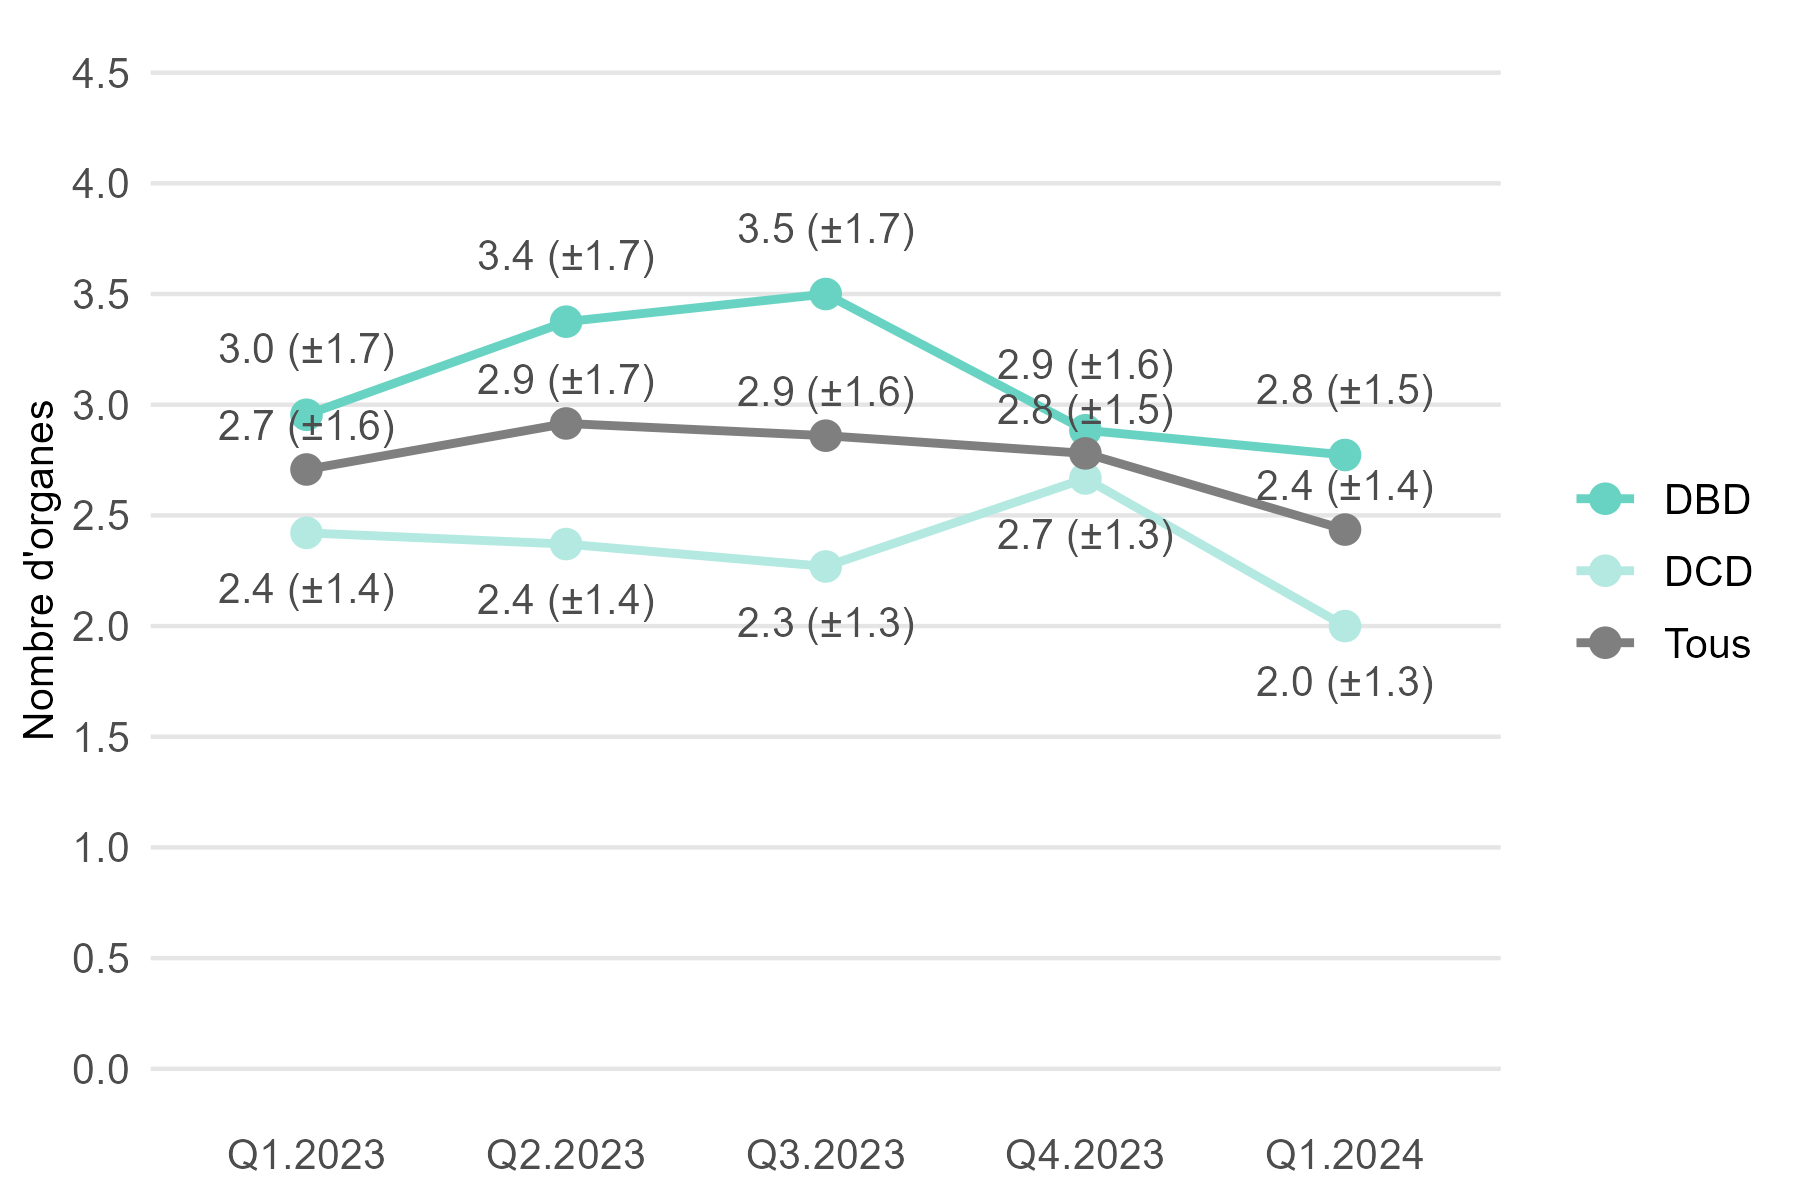 Nombre d'organes
4.5
4.0
3.5
3.0
2.5
2.0
1.5
1.0
0.5
0.0
3.0 (±1.7)
3.4 (±1.7)
3.5 (±1.7)
2.9 (±1.6)
2.8 (±1.5)
2.7 (±1.6)
2.9 (±1.7)
2.9 (±1.6)
2.8 (±1.5)
2.4 (±1.4)
2.4 (±1.4)
2.4 (±1.4)
2.3 (±1.3)
2.7 (±1.3)
2.0 (±1.3)
Q1.2023
Q2.2023
Q3.2023
Q4.2023
Q1.2024
DBD
DCD
Tous